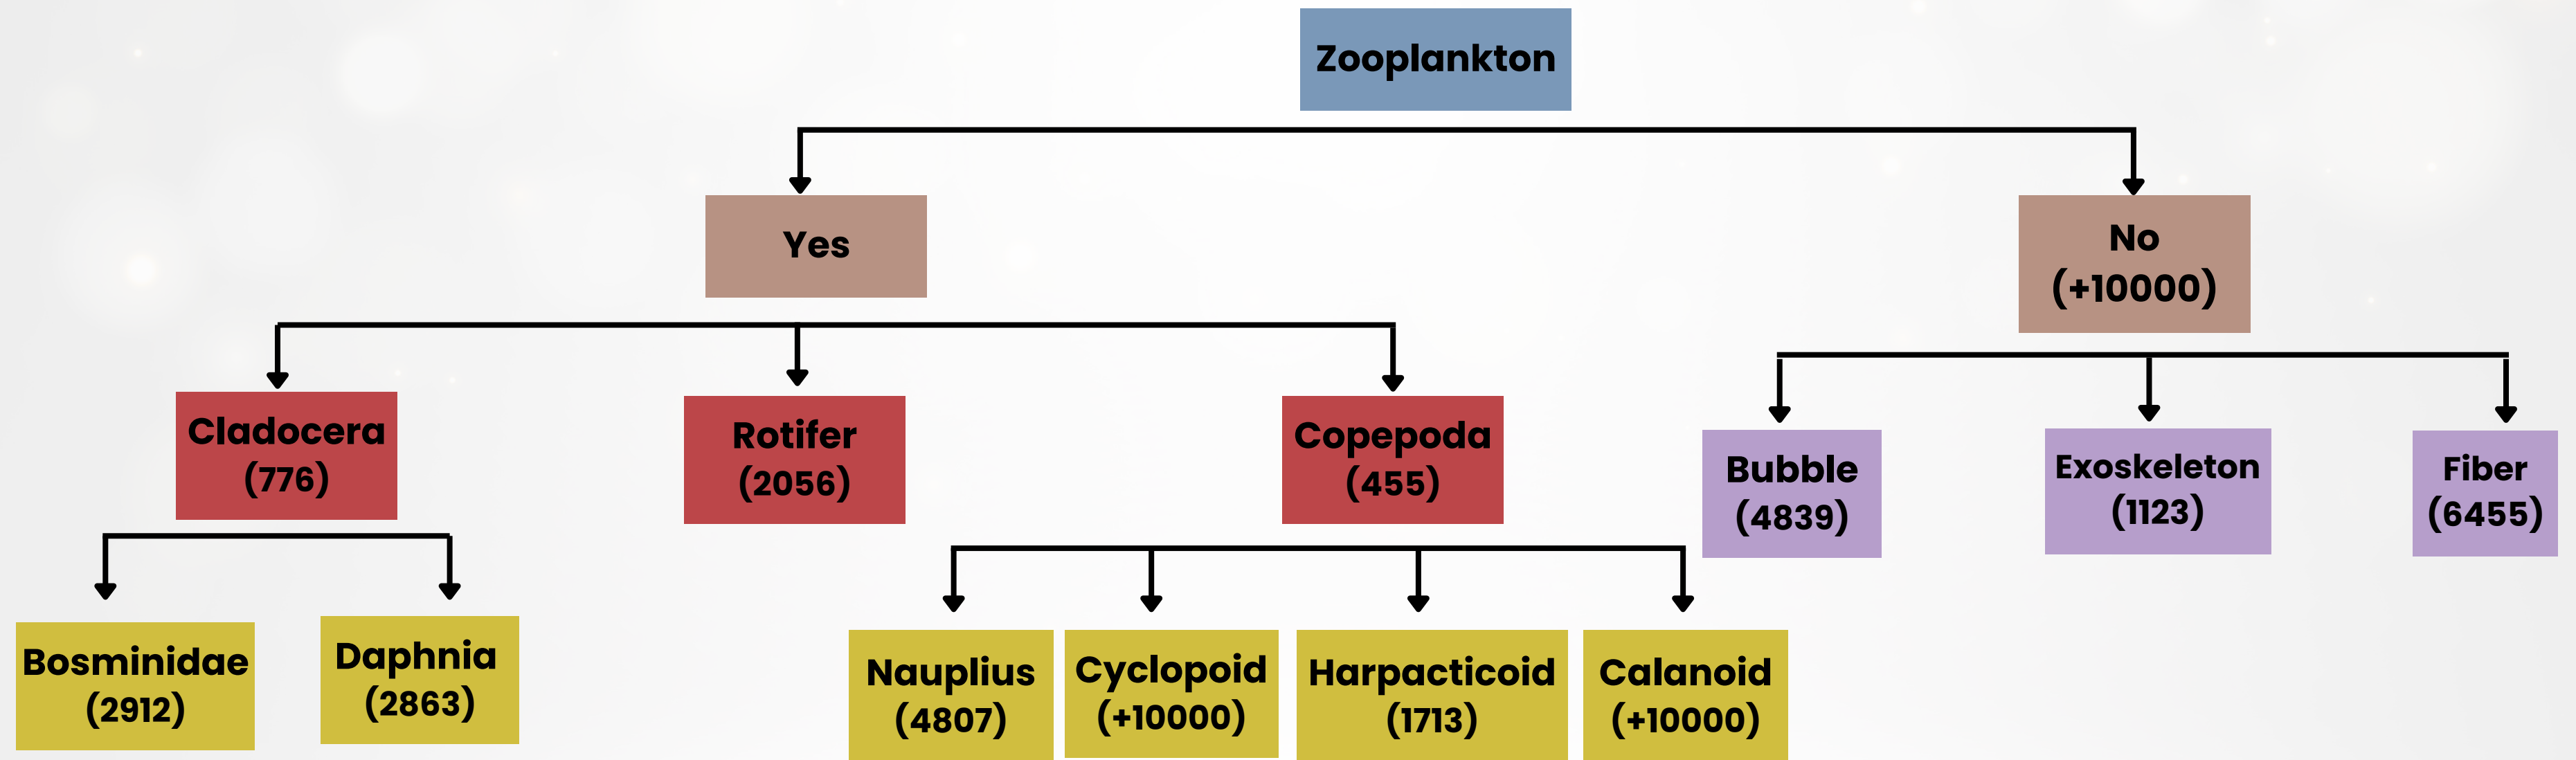 Zooplankton
Yes
No
(+10000)
Cladocera
(776)
Rotifer
(2056)
Copepoda
(455)
Bubble
(4839)
Exoskeleton
(1123)
Fiber
(6455)
Bosminidae
(2912)
Daphnia
(2863)
Nauplius
(4807)
Cyclopoid
(+10000)
Harpacticoid
(1713)
Calanoid
(+10000)